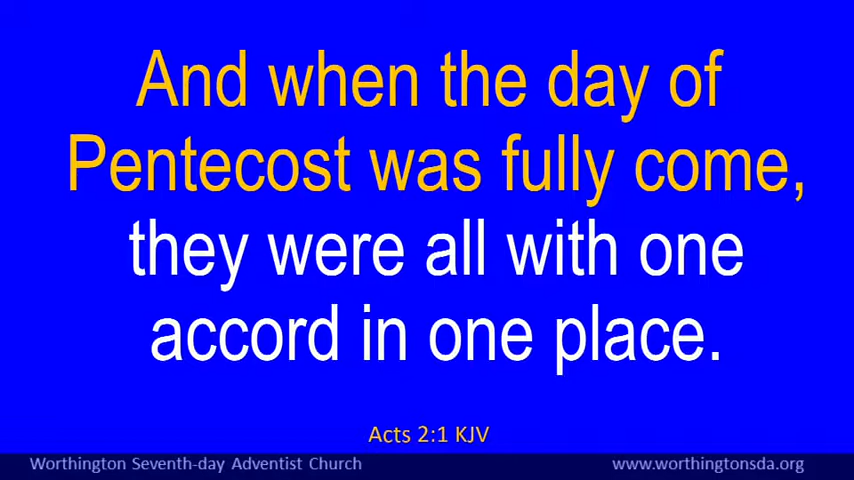 And when the day of
Pentecost was fully come,
they were all with one
accord in one place.
Acts 2:1 KJV
Worthington Seventh-day Adventist Church
www.worthingtonsda.org